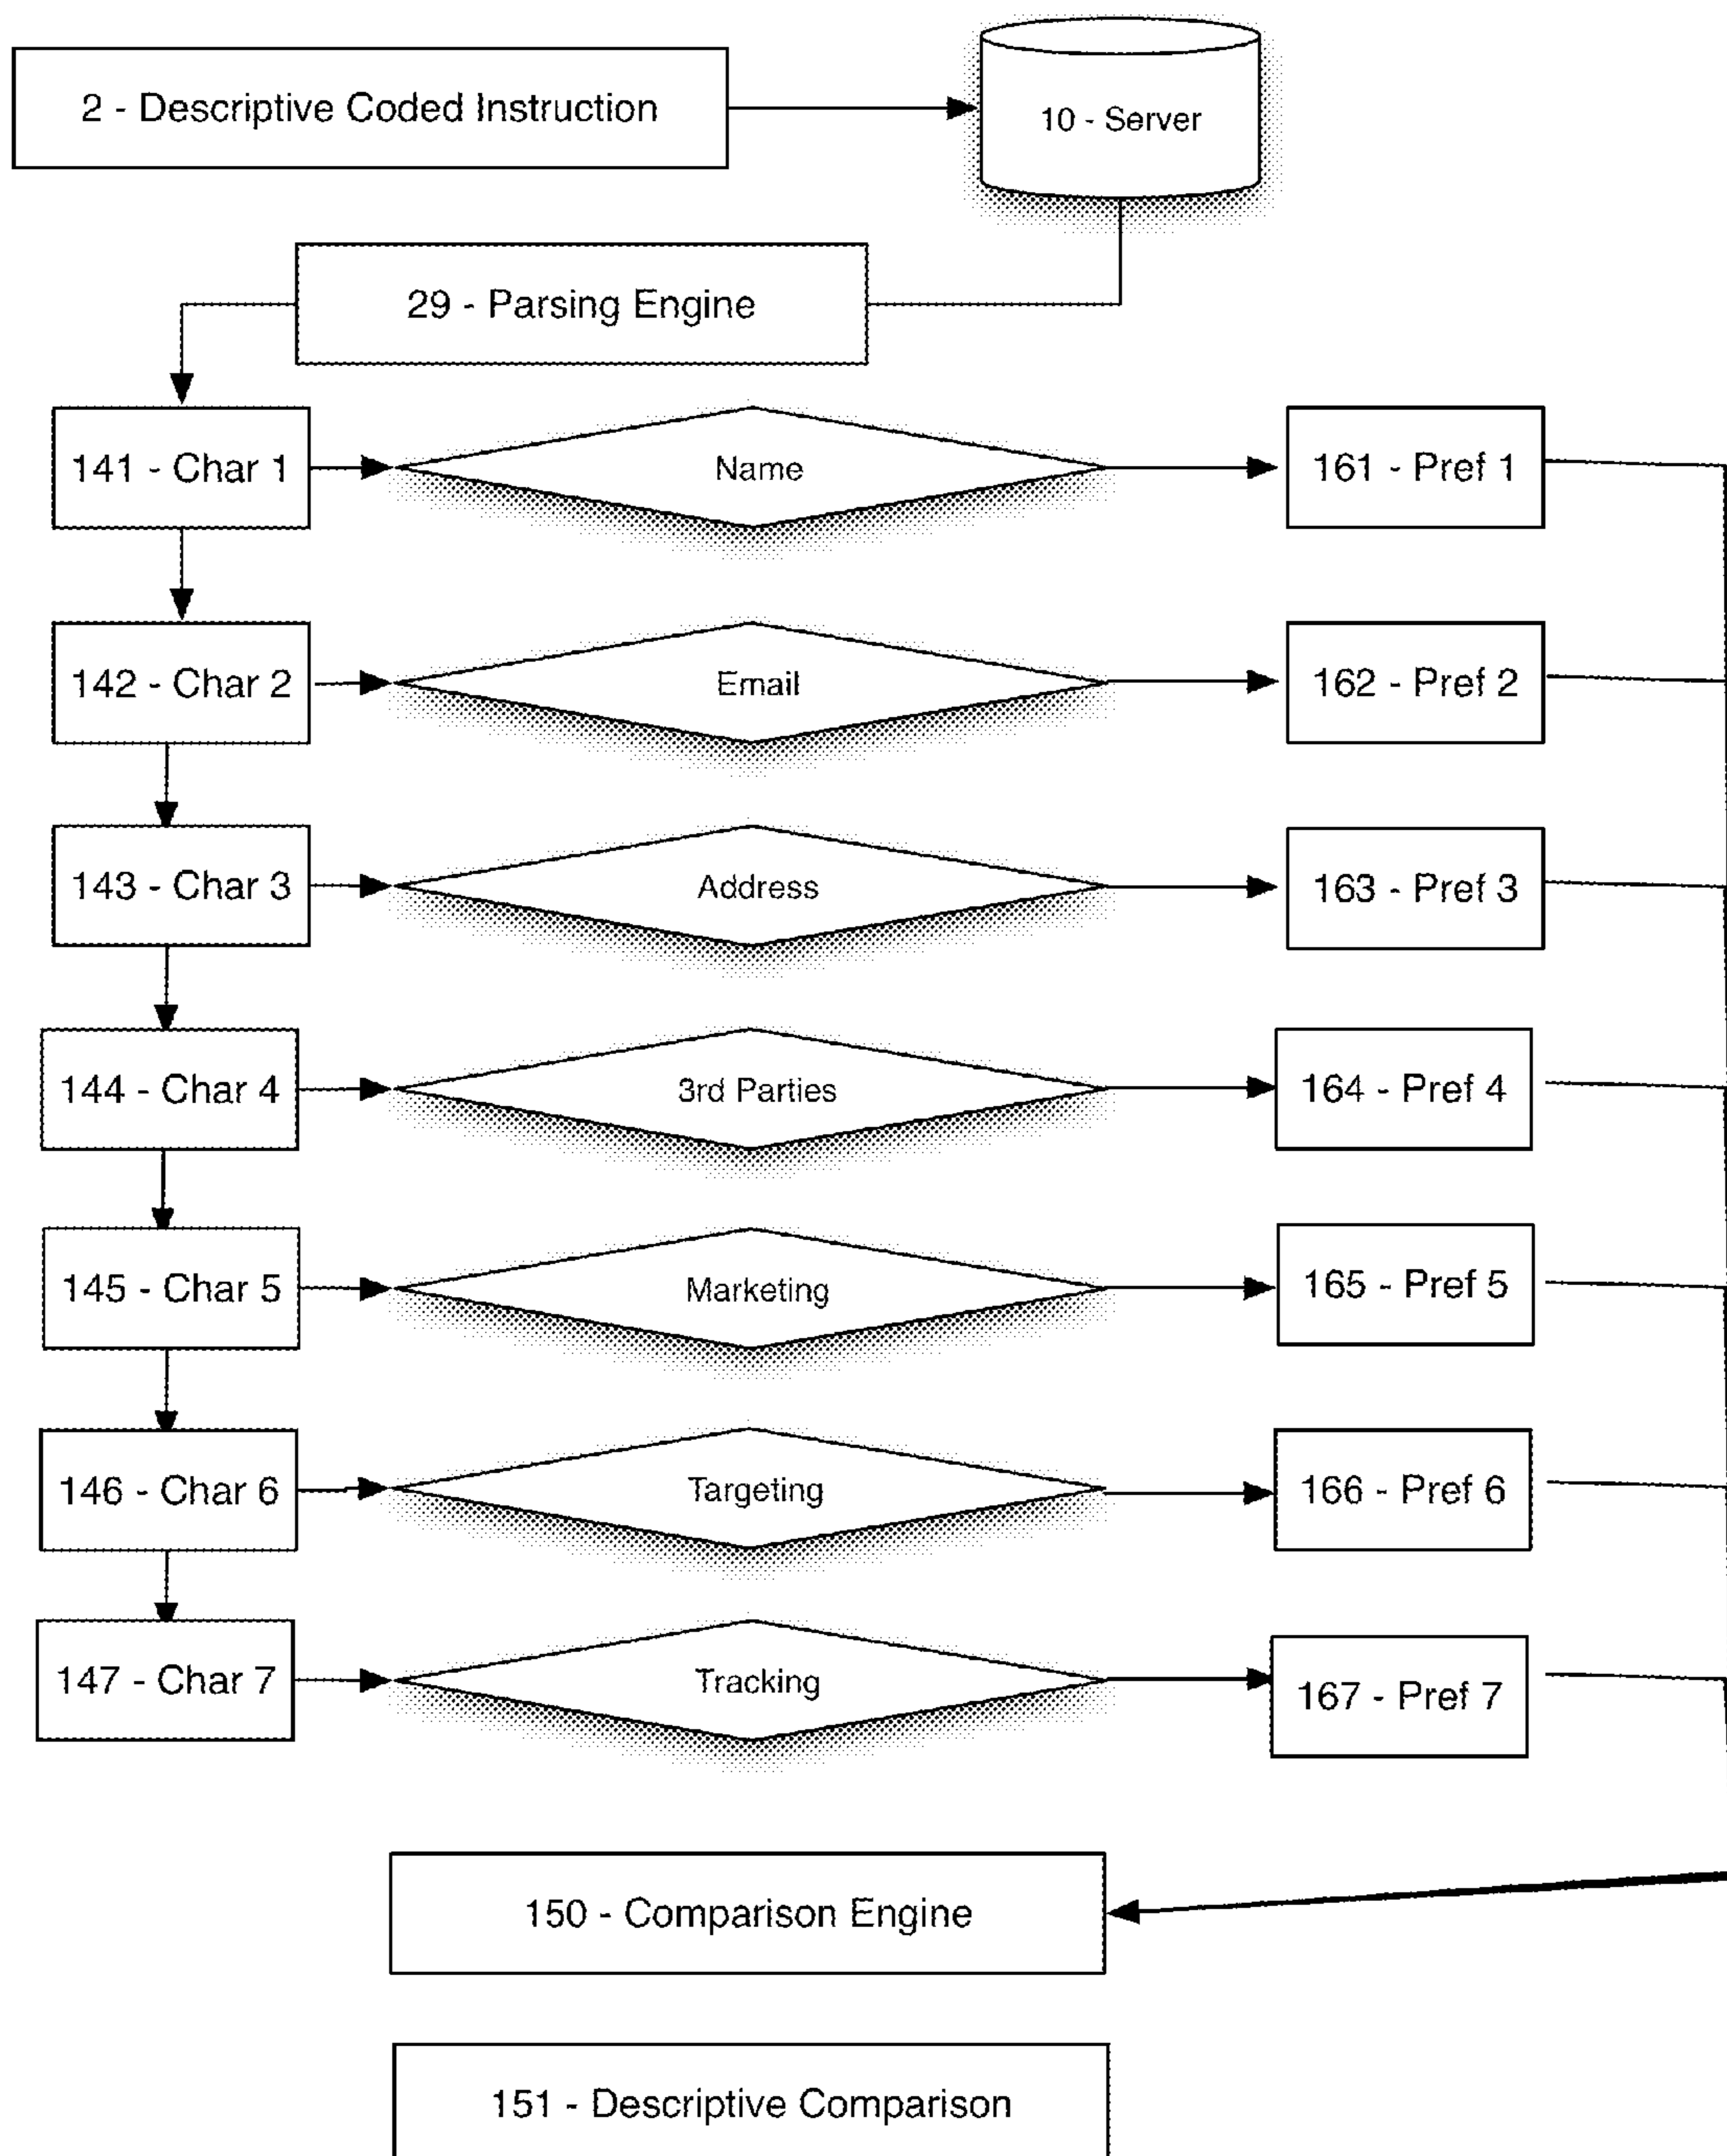 2 - Descriptive Coded Instruction
10 - Server
29 - Parsing Engine
141 - Char 1
Name
161 - Pref 1
142 - Char 2
Email
162 - Pref 2
143 - Char 3
Address
163 - Pref 3
144 - Char 4
3rd Parties
164 - Pref 4
145 - Char 5
Marketing
165 - Pref 5
146 - Char 6
Targeting
166 - Pref 6
147 - Char 7
Tracking
167 - Pref 7
150 - Comparison Engine
151 - Descriptive Comparison